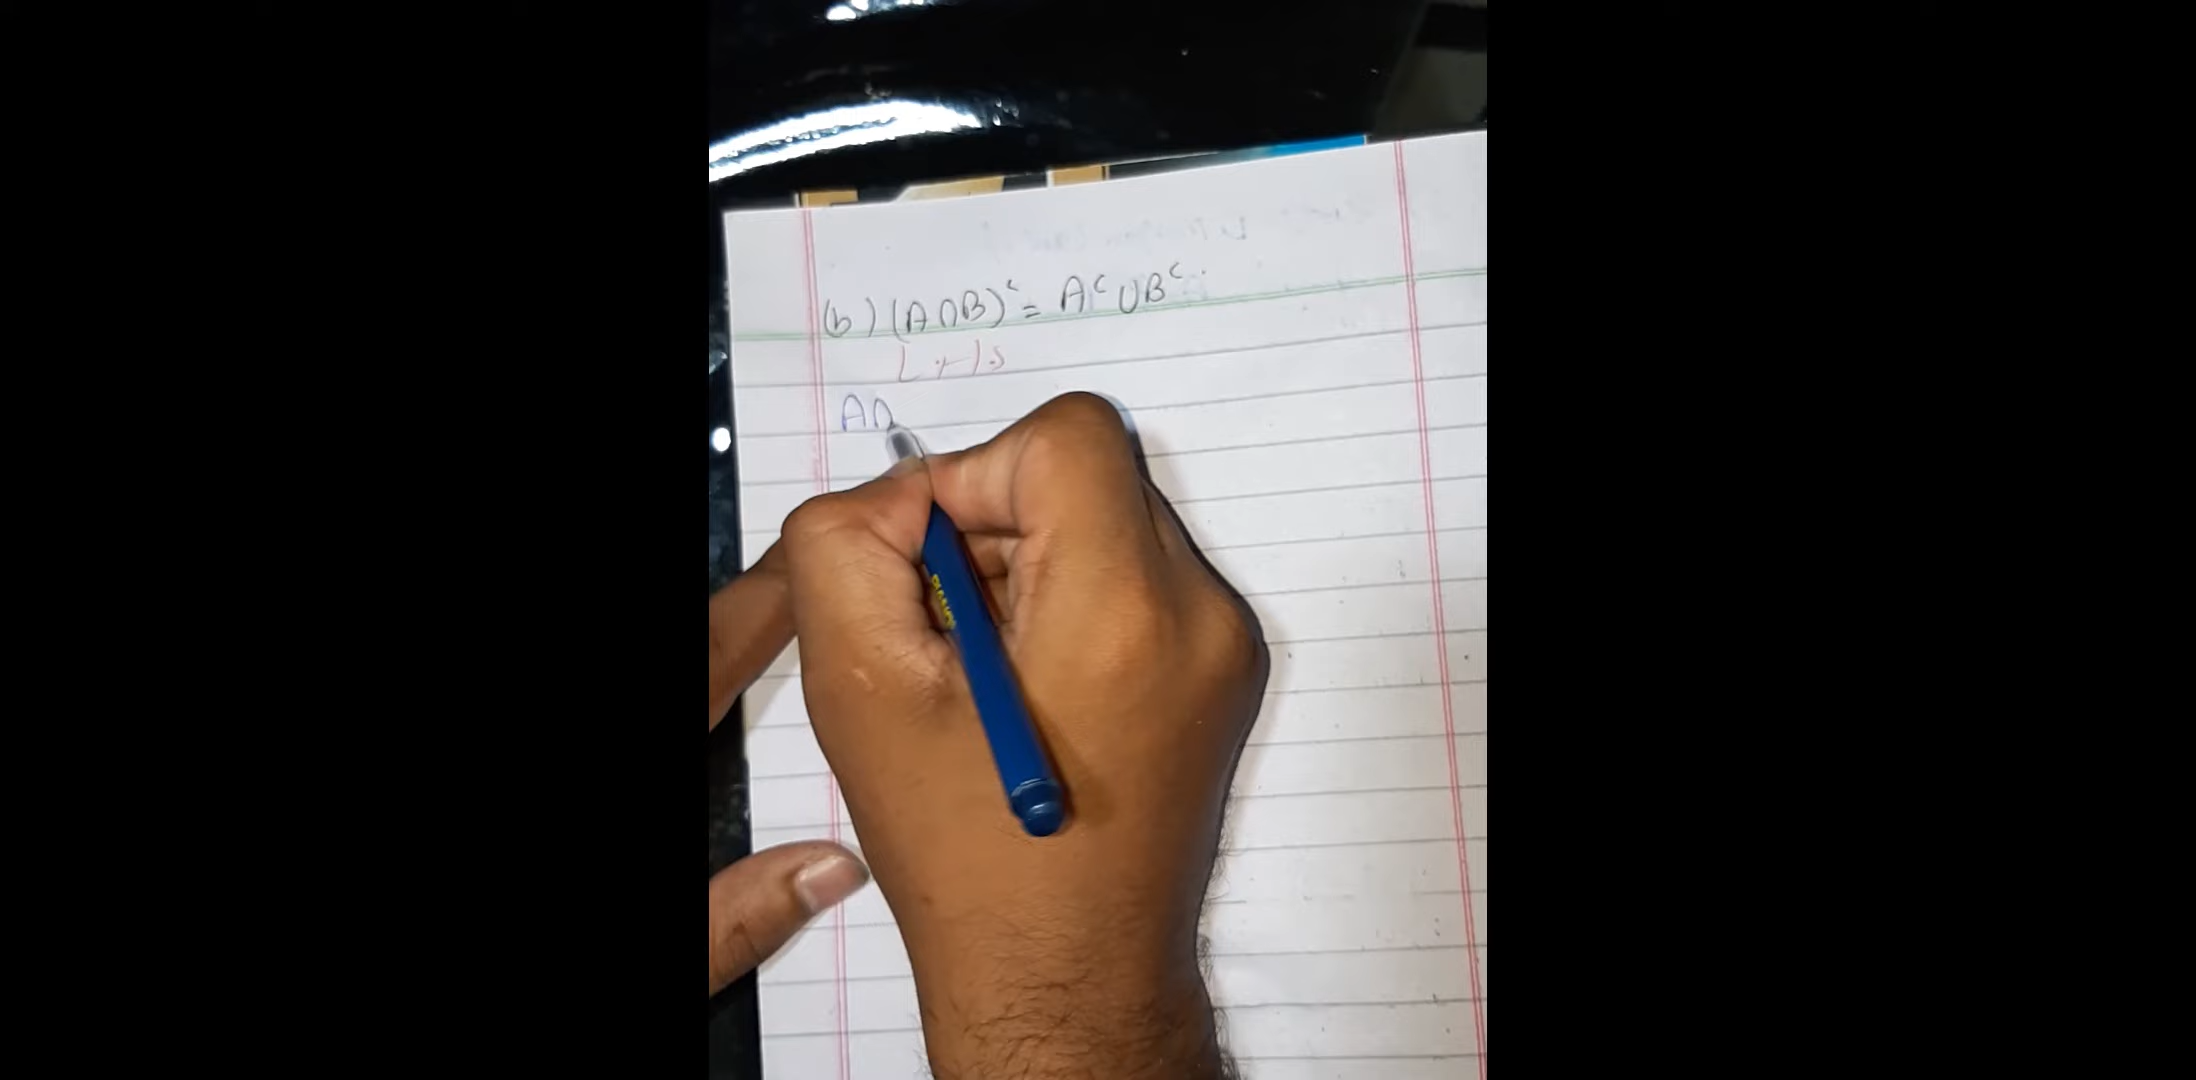 (b) (A∩B)ᶜ = Aᶜ ∪ Bᶜ.
L.H.S
A∩